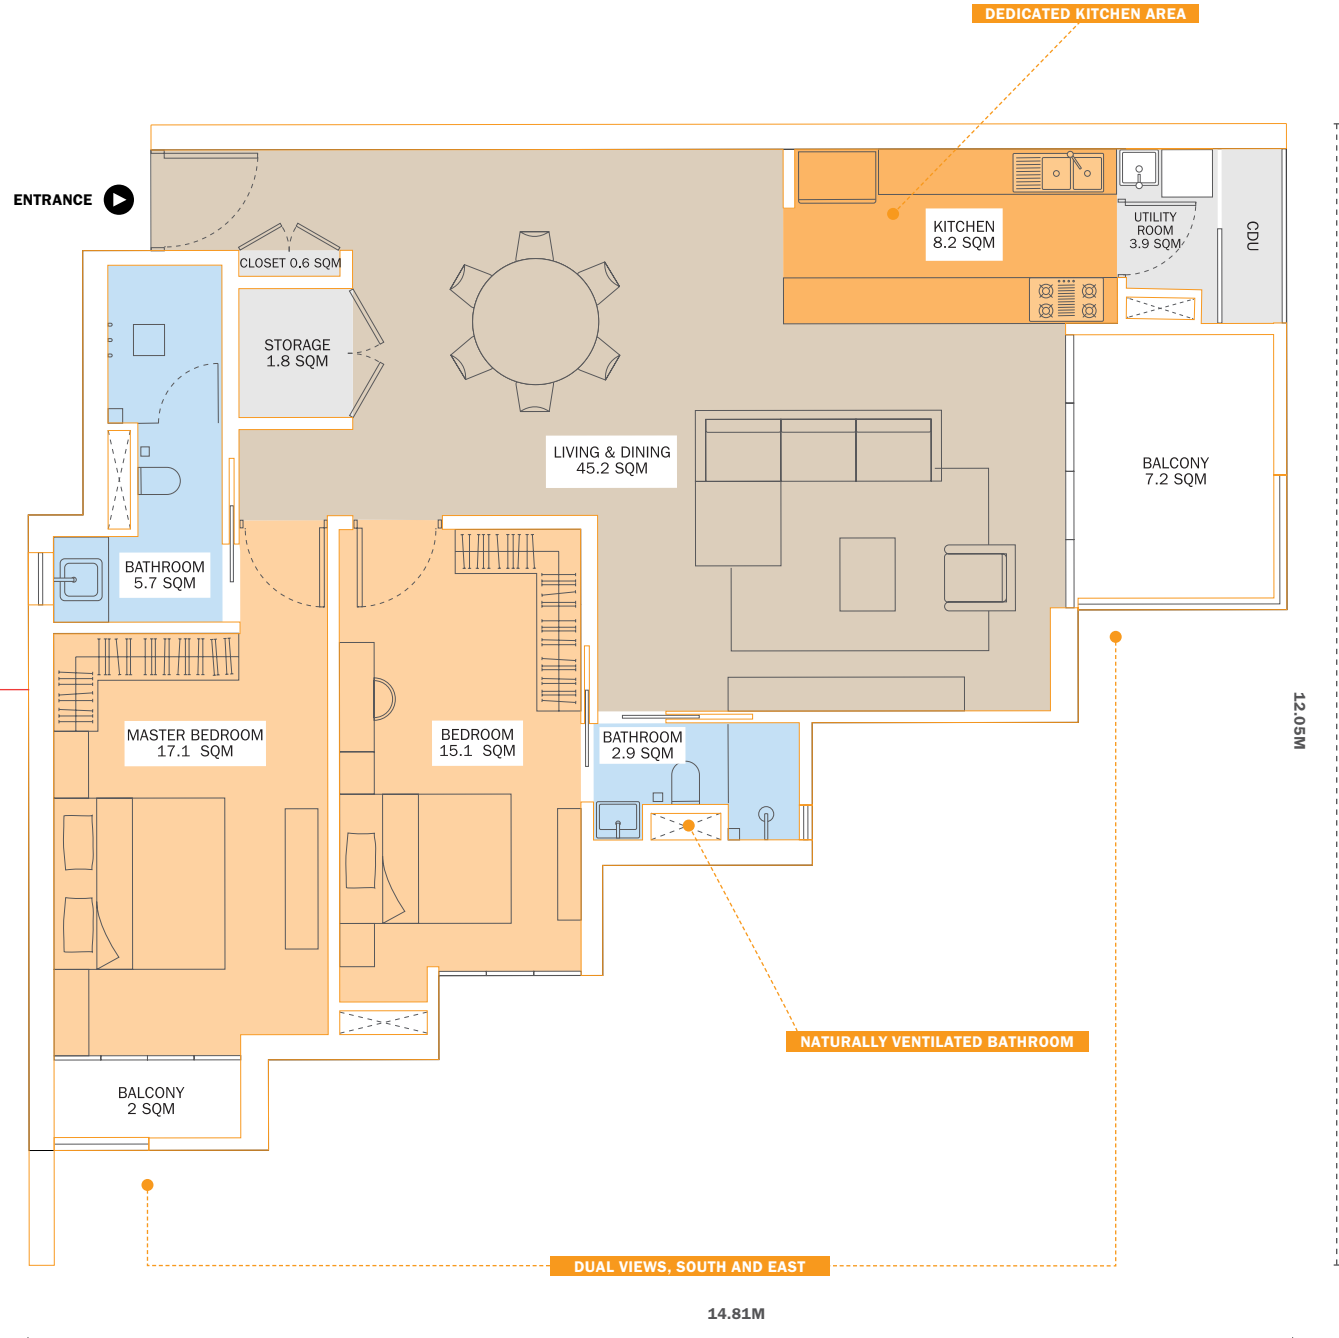 DEDICATED KITCHEN AREA
ENTRANCE
KITCHEN
8.2 SQM
UTILITY
ROOM
3.9 SQM
CDU
CLOSET 0.6 SQM
STORAGE
1.8 SQM
LIVING & DINING
45.2 SQM
BALCONY
7.2 SQM
BATHROOM
5.7 SQM
MASTER BEDROOM
17.1 SQM
BEDROOM
15.1 SQM
BATHROOM
2.9 SQM
12.05M
NATURALLY VENTILATED BATHROOM
BALCONY
2 SQM
DUAL VIEWS, SOUTH AND EAST
14.81M